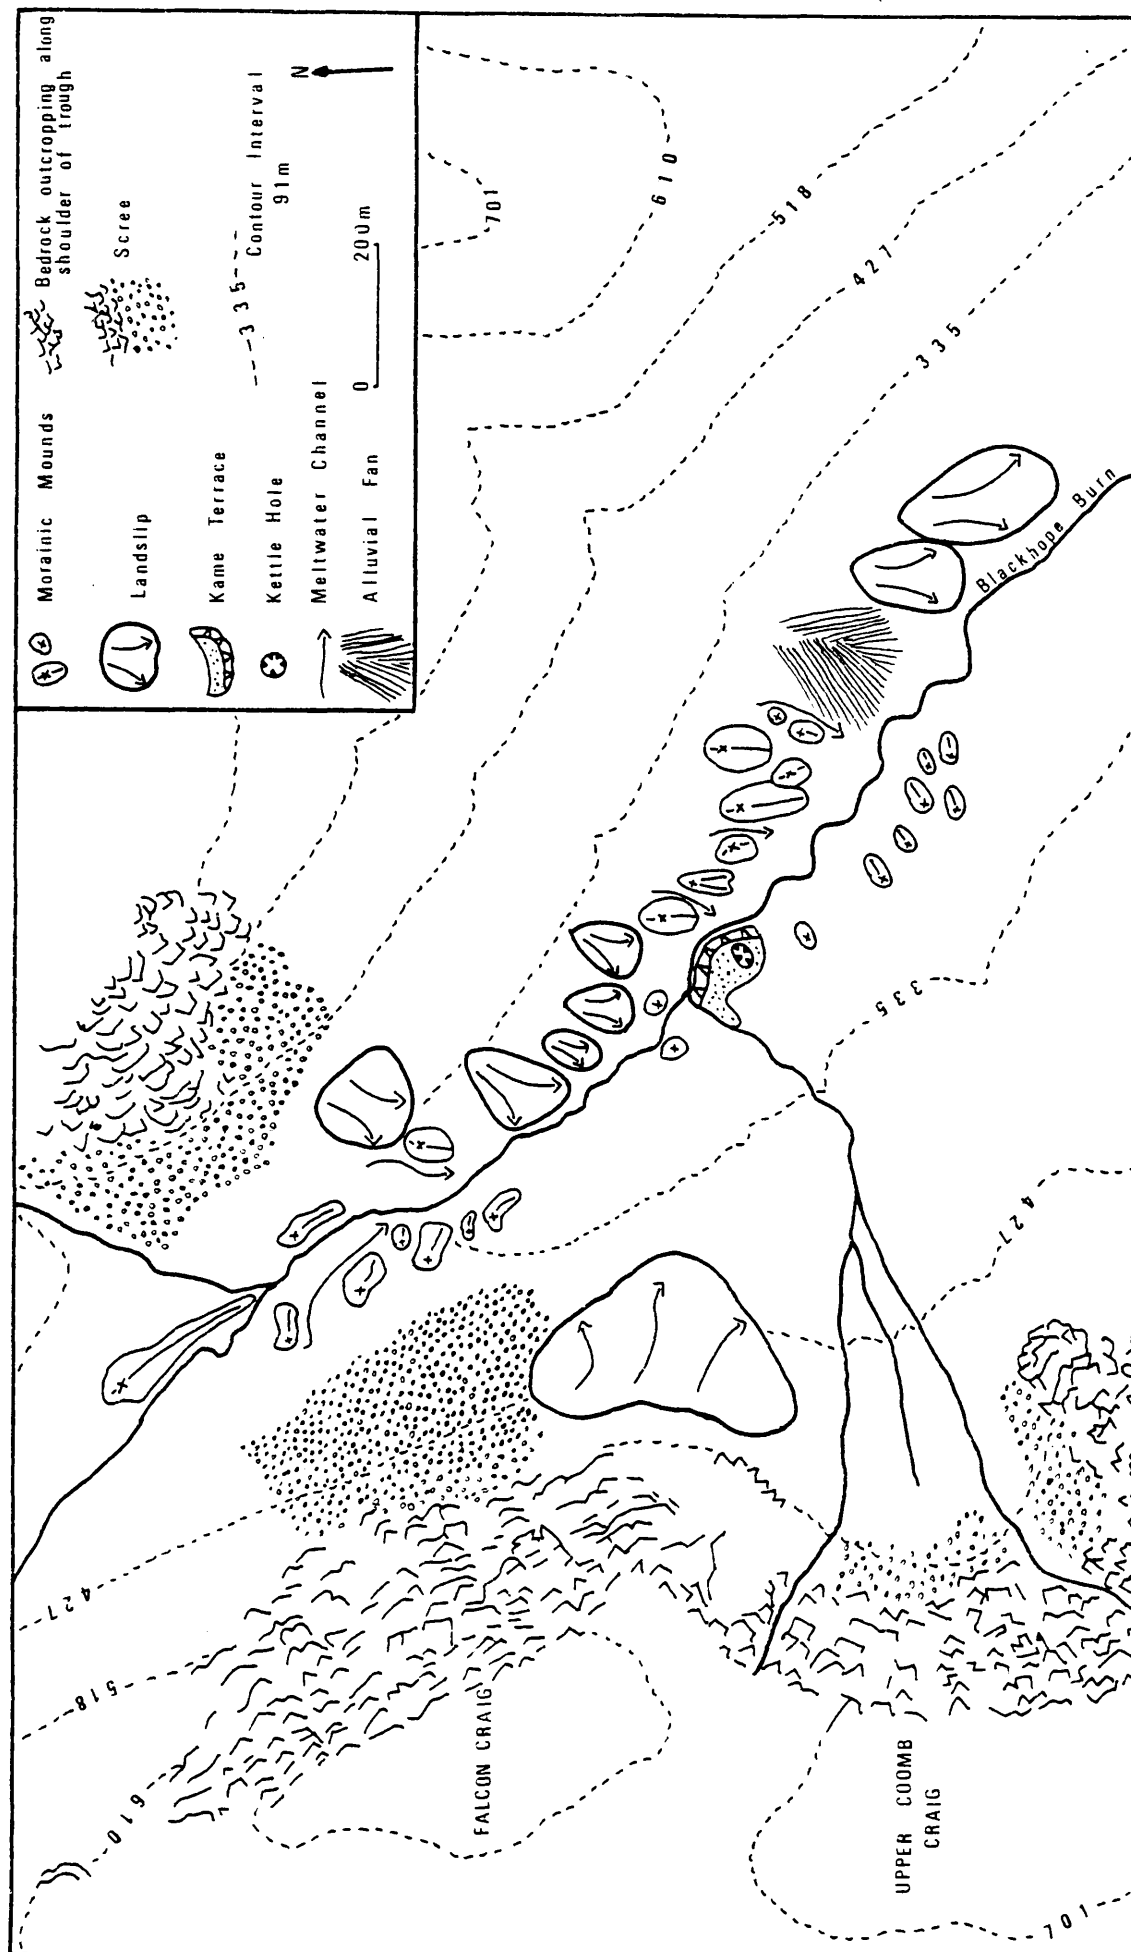 Morainic Mounds
Landslip
Kame Terrace
Kettle Hole
Meltwater Channel
Alluvial Fan
Bedrock outcropping along
shoulder of trough
Scree
---335---
Contour Interval
91m
0 200m
N
701
610
518
427
335
Blackhope Burn
335
427
427
518
610
FALCON CRAIG
UPPER COOMB
CRAIG
701